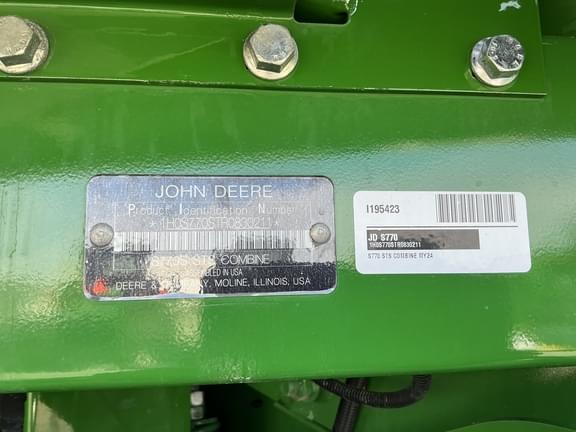 JOHN DEERE
Product Identification Number
*1H0S770STR0830211*
S770S STS COMBINE
ASSEMBLED IN USA
DEERE & COMPANY, MOLINE, ILLINOIS, USA
I195423
JD S770
1H0S770STR0830211
S770 STS COMBINE MY24